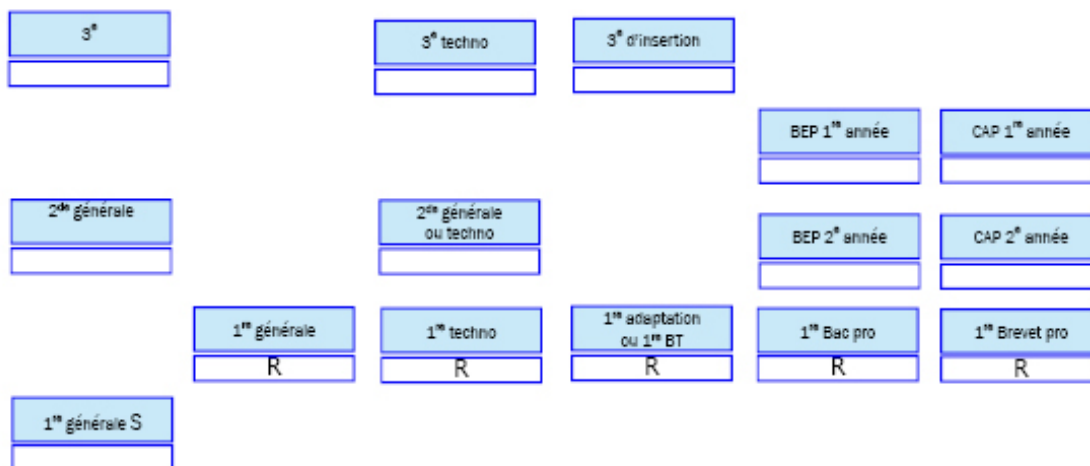 3ᵉ
3ᵉ techno
3ᵉ d'insertion
BEP 1ʳᵉ année
CAP 1ʳᵉ année
2ᵈᵉ générale
2ᵈᵉ générale
ou techno
BEP 2ᵉ année
CAP 2ᵉ année
1ʳᵉ générale
1ʳᵉ techno
1ʳᵉ adaptation
ou 1ʳᵉ BT
1ʳᵉ Bac pro
1ʳᵉ Brevet pro
R
R
R
R
R
1ʳᵉ générale S